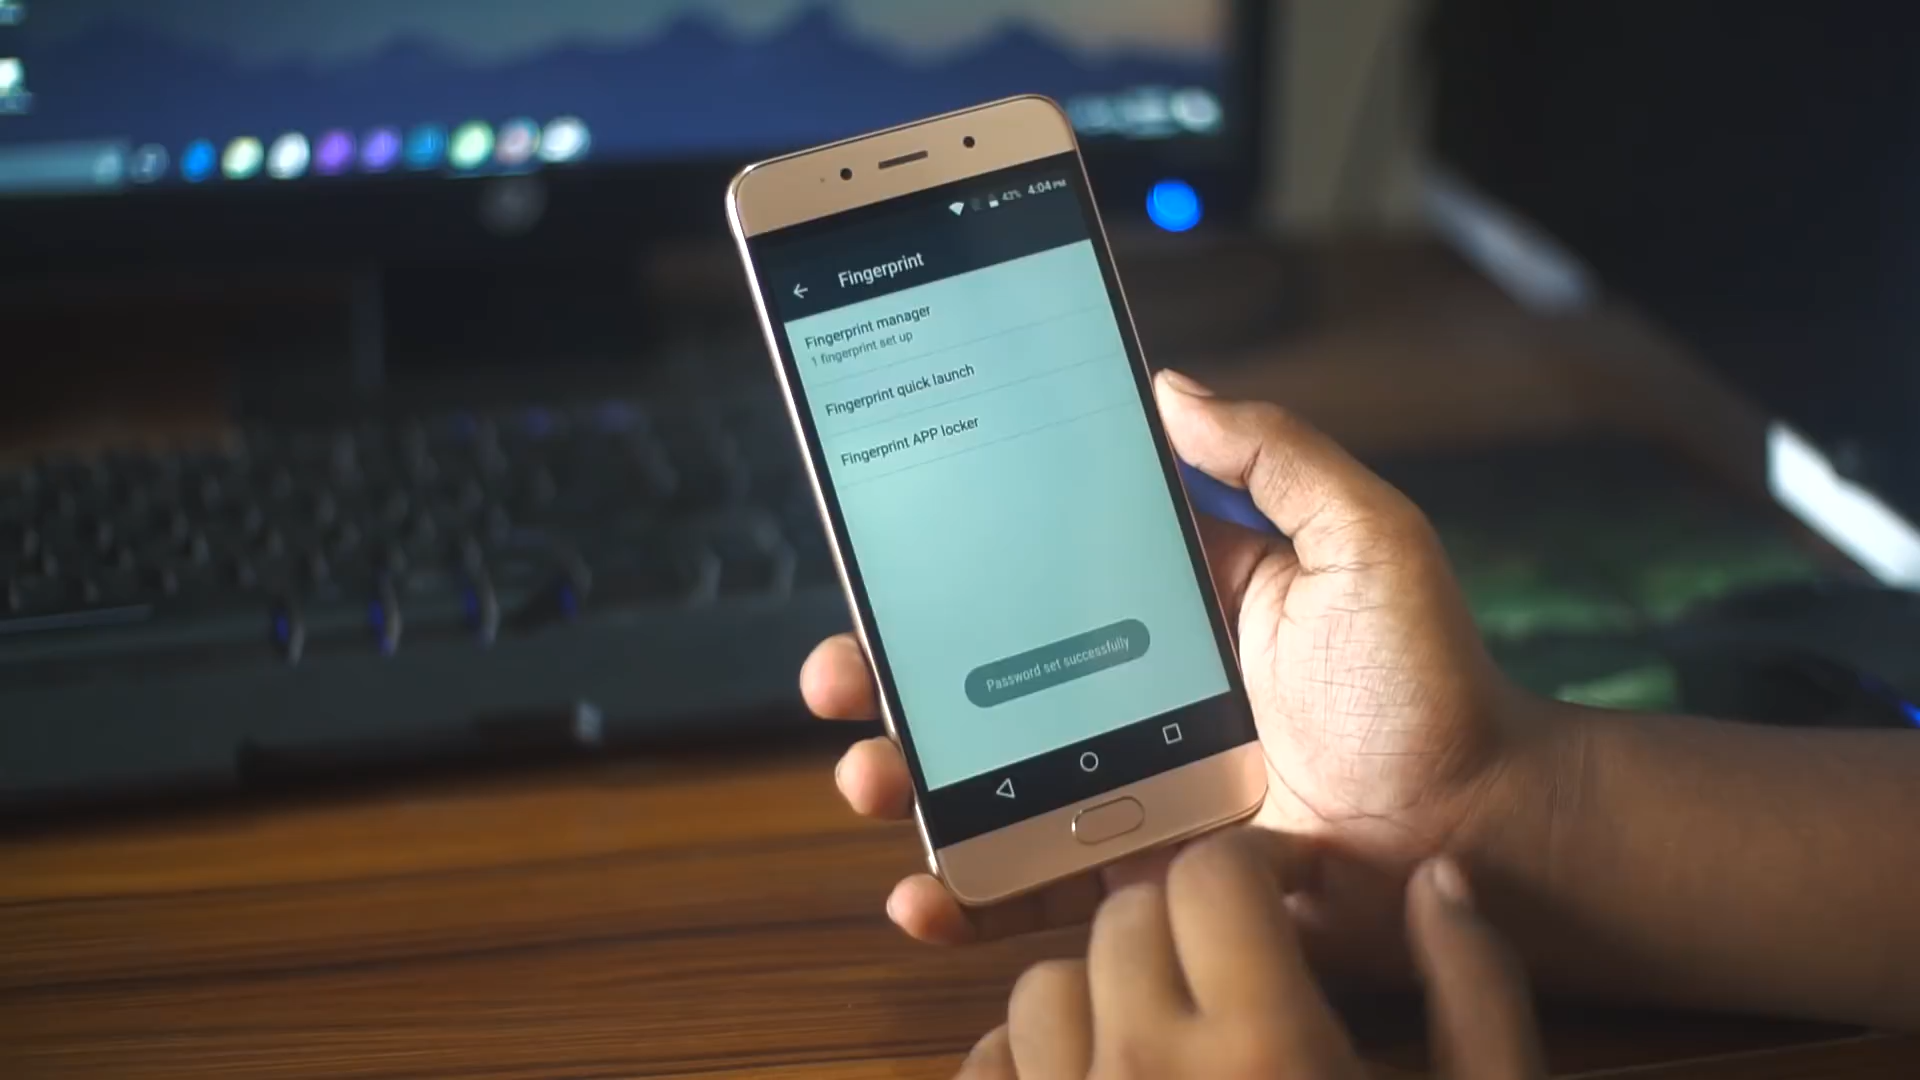 43% 4:04 PM
Fingerprint
Fingerprint manager
1 fingerprint set up
Fingerprint quick launch
Fingerprint APP locker
Password set successfully